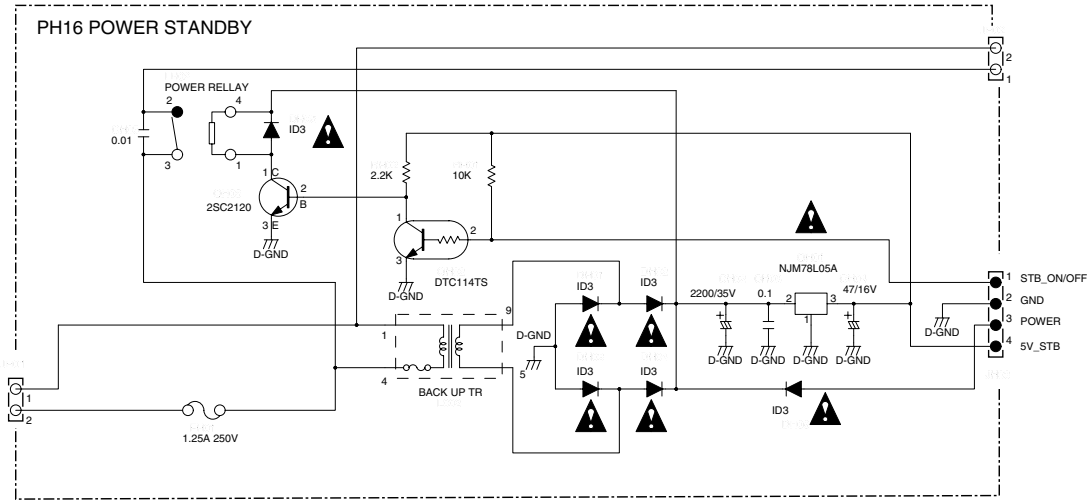 PH16 POWER STANDBY
2
1
POWER RELLAY
2
4
0.01
ID3
3
1
1 C
2
B
2SC2120
3 E
D-GND
2.2K
10K
1
2
3
DTC114TS
D-GND
NJM78L05A
2200/35V
0.1
2
3
1
47/16V
D-GND
D-GND
D-GND
D-GND
1
STB_ON/OFF
2
GND
D-GND
3
POWER
4
5V_STB
1
9
4
5
BACK UP TR
D-GND
ID3
ID3
ID3
ID3
ID3
1
2
1.25A 250V